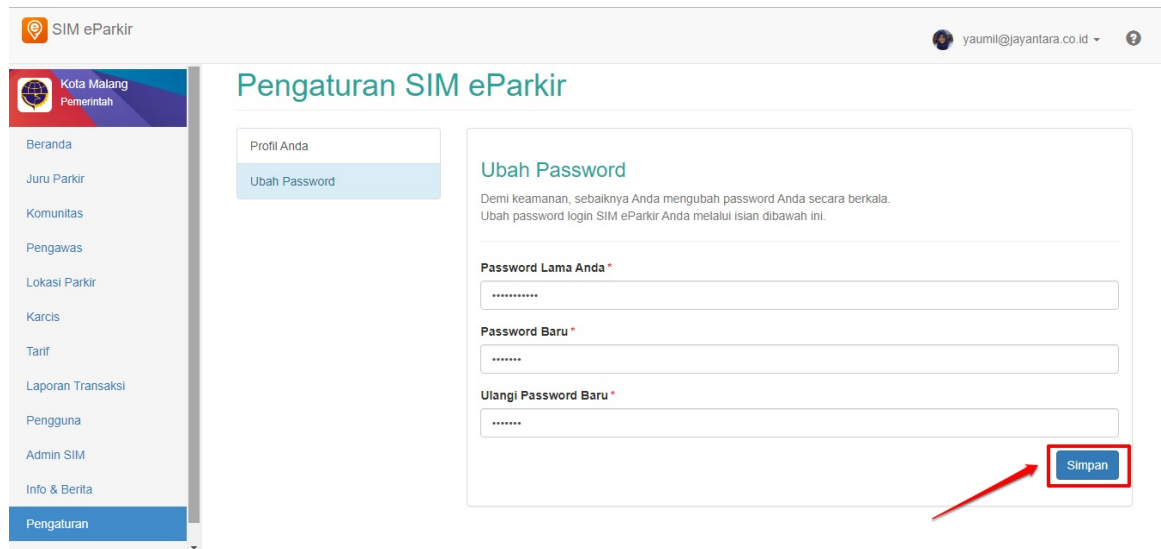 SIM eParkir
yaumil@jayantara.co.id
Kota Malang
Pemerintah
Beranda
Juru Parkir
Komunitas
Pengawas
Lokasi Parkir
Karcis
Tarif
Laporan Transaksi
Pengguna
Admin SIM
Info & Berita
Pengaturan
Pengaturan SIM eParkir
Profil Anda
Ubah Password
Ubah Password
Demi keamanan, sebaiknya Anda mengubah password Anda secara berkala.
Ubah password login SIM eParkir Anda melalui isian dibawah ini.
Password Lama Anda *
•••••••••••
Password Baru *
•••••••
Ulangi Password Baru *
•••••••
Simpan